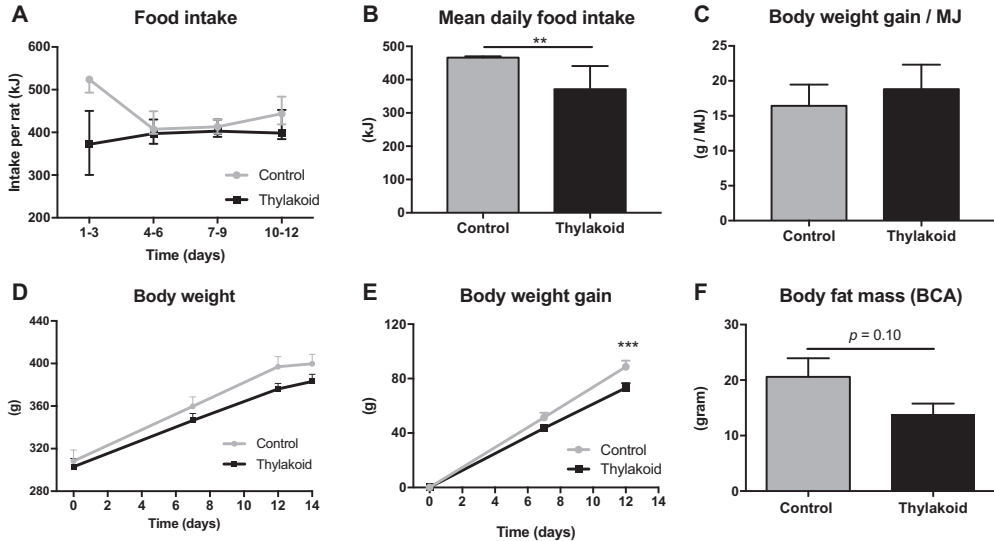 A
Food intake
600
500
400
300
200
Intake per rat (kJ)
Control
Thylakoid
1-3
4-6
7-9
10-12
Time (days)
B
Mean daily food intake
**
500
400
300
200
100
0
(kJ)
Control
Thylakoid
C
Body weight gain / MJ
25
20
15
10
5
0
(g / MJ)
Control
Thylakoid
D
Body weight
440
400
360
320
280
(g)
Control
Thylakoid
0 2 4 6 8 10 12 14
Time (days)
E
Body weight gain
120
80
40
0
(g)
***
Control
Thylakoid
0 2 4 6 8 10 12 14
Time (days)
F
Body fat mass (BCA)
p = 0.10
30
20
10
0
(gram)
Control
Thylakoid